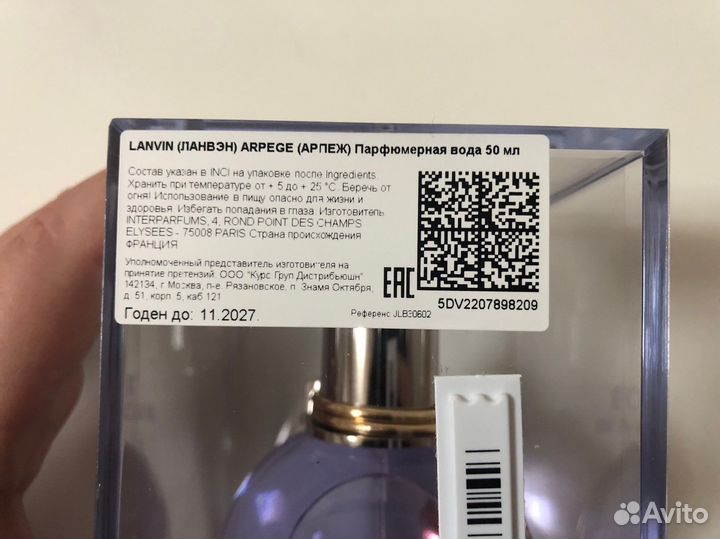 LANVIN (ЛАНВЭН) ARPEGE (АРПЕЖ) Парфюмерная вода 50 мл
Состав указан в INCI на упаковке после Ingredients.
Хранить при температуре от + 5 до + 25 °C. Беречь от
огня! Использование в пищу опасно для жизни и
здоровья. Избегать попадания в глаза. Изготовитель
INTERPARFUMS, 4, ROND POINT DES CHAMPS
ELYSEES - 75008 PARIS Страна происхождения
ФРАНЦИЯ
Уполномоченный представитель изготовителя на
принятие претензий: ООО "Курс Груп Дистрибьюшн"
142134, г. Москва, п-е. Рязановское, п. Знамя Октября,
д. 51, корп. 5, каб 121
Годен до: 11.2027.
EAC
5DV2207898209
Референс JLB30602
Avito